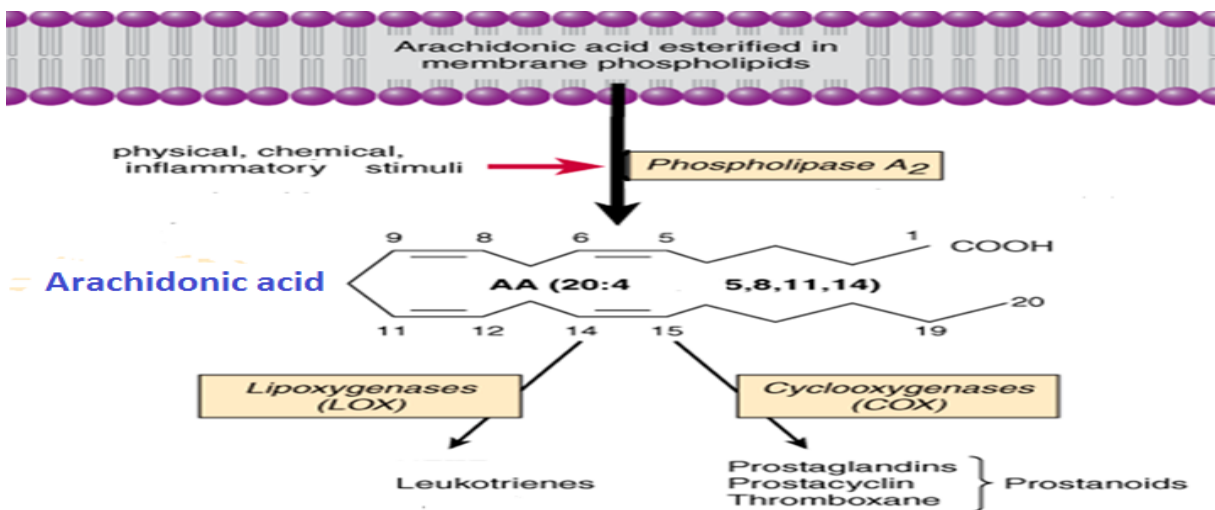 Arachidonic acid esterified in
membrane phospholipids
physical, chemical,
inflammatory stimuli
Phospholipase A2
9 8 6 5 1
COOH
Arachidonic acid
AA (20:4 5,8,11,14)
20
11 12 14 15 19
Lipoxygenases
(LOX)
Cyclooxygenases
(COX)
Leukotrienes
Prostaglandins
Prostacyclin
Thromboxane
Prostanoids